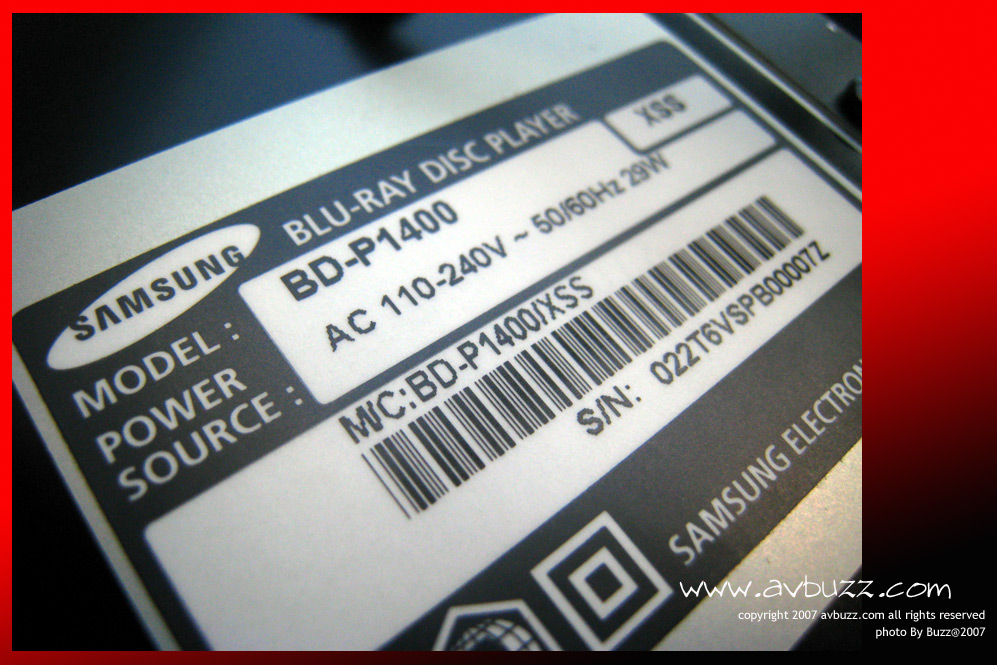 SAMSUNG
BLU-RAY DISC PLAYER
XSS
MODEL :
BD-P1400
POWER
SOURCE :
AC 110-240V ~ 50/60Hz 29W
M/C:BD-P1400/XSS
S/N: 022T6VSPB00007Z
SAMSUNG ELECTRON
www.avbuzz.com
copyright 2007 avbuzz.com all rights reserved
photo By Buzz@2007